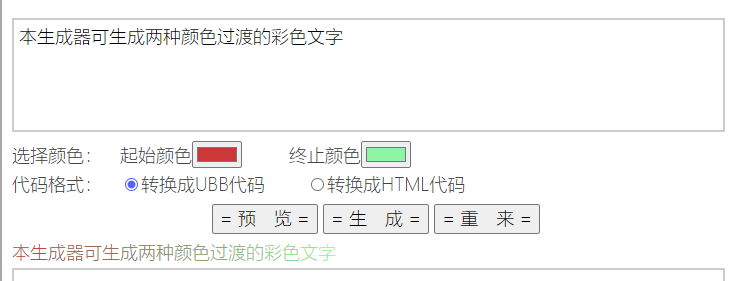 本生成器可生成两种颜色过渡的彩色文字
选择颜色： 起始颜色 终止颜色
代码格式： 转换成UBB代码 转换成HTML代码
= 预 览 = = 生 成 = = 重 来 =
本生成器可生成两种颜色过渡的彩色文字